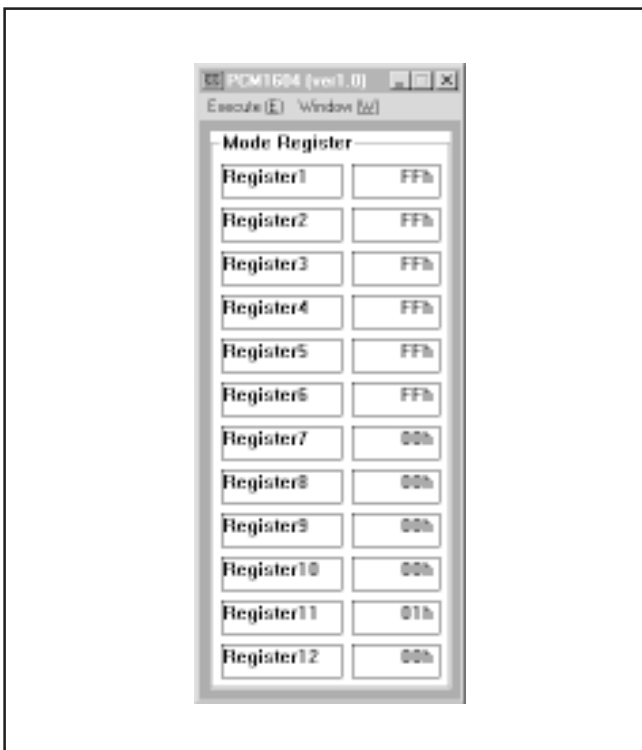 PCM1604 (ver1.0)
Execute (E) Window [W]
Mode Register
Register1 FFh
Register2 FFh
Register3 FFh
Register4 FFh
Register5 FFh
Register6 FFh
Register7 00h
Register8 00h
Register9 00h
Register10 00h
Register11 01h
Register12 00h